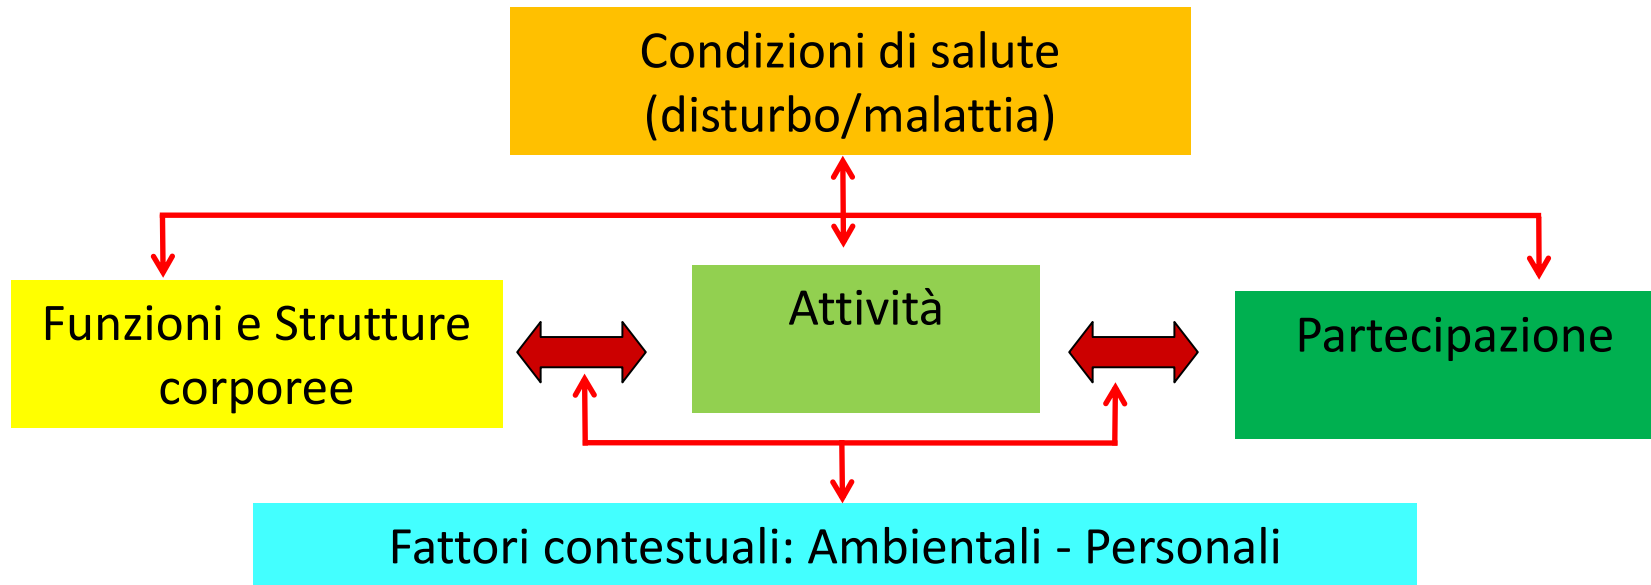 Condizioni di salute
(disturbo/malattia)
Funzioni e Strutture
corporee
Attività
Partecipazione
Fattori contestuali: Ambientali - Personali